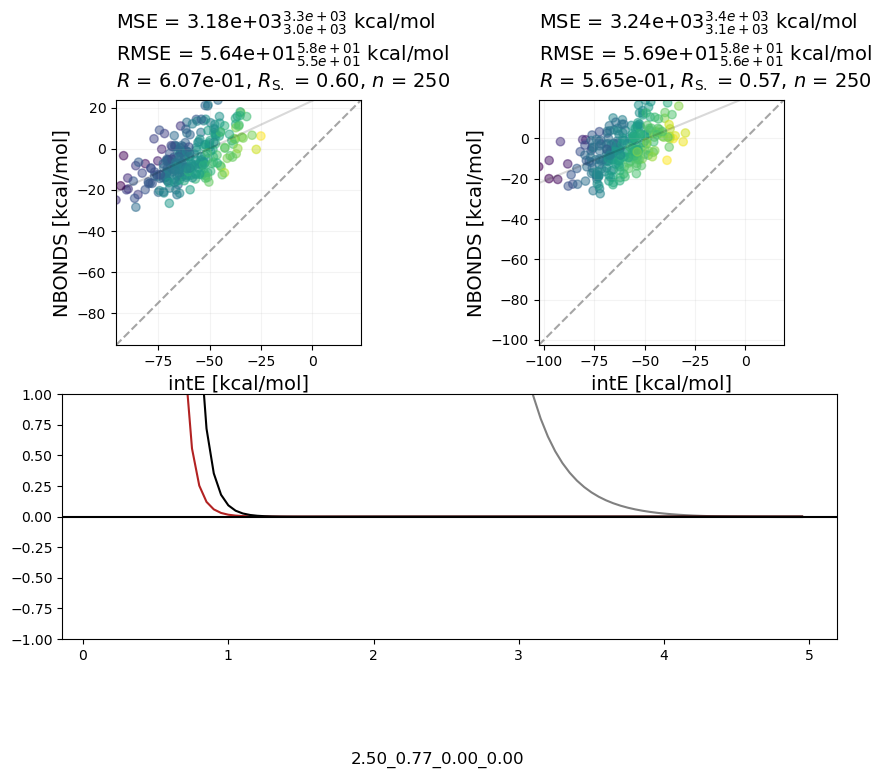 MSE = 3.18e+03 3.3e+03 3.0e+03 kcal/mol
RMSE = 5.64e+01 5.8e+01 5.5e+01 kcal/mol
R = 6.07e-01, R_S. = 0.60, n = 250
20
0
−20
−40
−60
−80
NBONDS [kcal/mol]
−75 −50 −25 0
intE [kcal/mol]
MSE = 3.24e+03 3.4e+03 3.1e+03 kcal/mol
RMSE = 5.69e+01 5.8e+01 5.6e+01 kcal/mol
R = 5.65e-01, R_S. = 0.57, n = 250
0
−20
−40
−60
−80
−100
NBONDS [kcal/mol]
−100 −75 −50 −25 0
intE [kcal/mol]
1.00
0.75
0.50
0.25
0.00
−0.25
−0.50
−0.75
−1.00
0 1 2 3 4 5
2.50_0.77_0.00_0.00